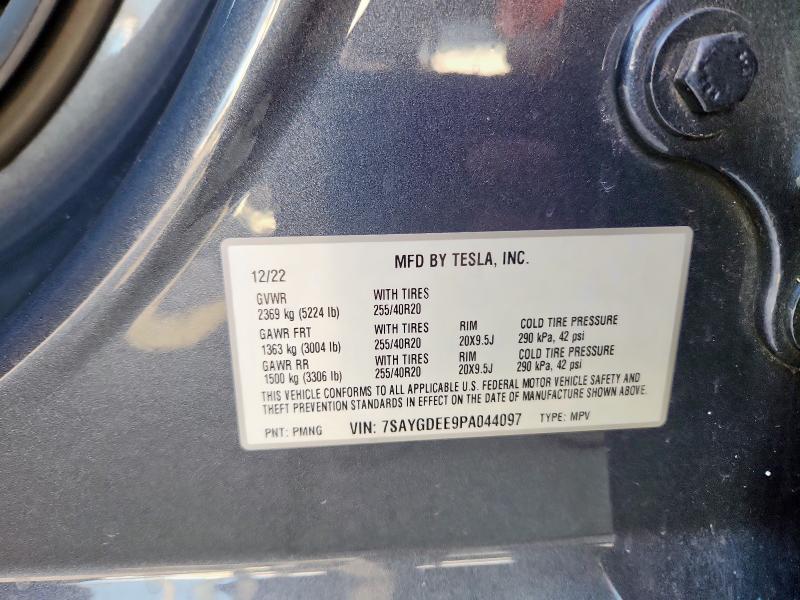 MFD BY TESLA, INC.
12/22
GVWR WITH TIRES
2369 kg (5224 lb) 255/40R20
GAWR FRT WITH TIRES RIM COLD TIRE PRESSURE
1363 kg (3004 lb) 255/40R20 20X9.5J 290 kPa, 42 psi
GAWR RR WITH TIRES RIM COLD TIRE PRESSURE
1500 kg (3306 lb) 255/40R20 20X9.5J 290 kPa, 42 psi
THIS VEHICLE CONFORMS TO ALL APPLICABLE U.S. FEDERAL MOTOR VEHICLE SAFETY AND
THEFT PREVENTION STANDARDS IN EFFECT ON THE DATE OF MANUFACTURE SHOWN ABOVE.
PNT: PMNG VIN: 7SAYGDEE9PA044097 TYPE: MPV